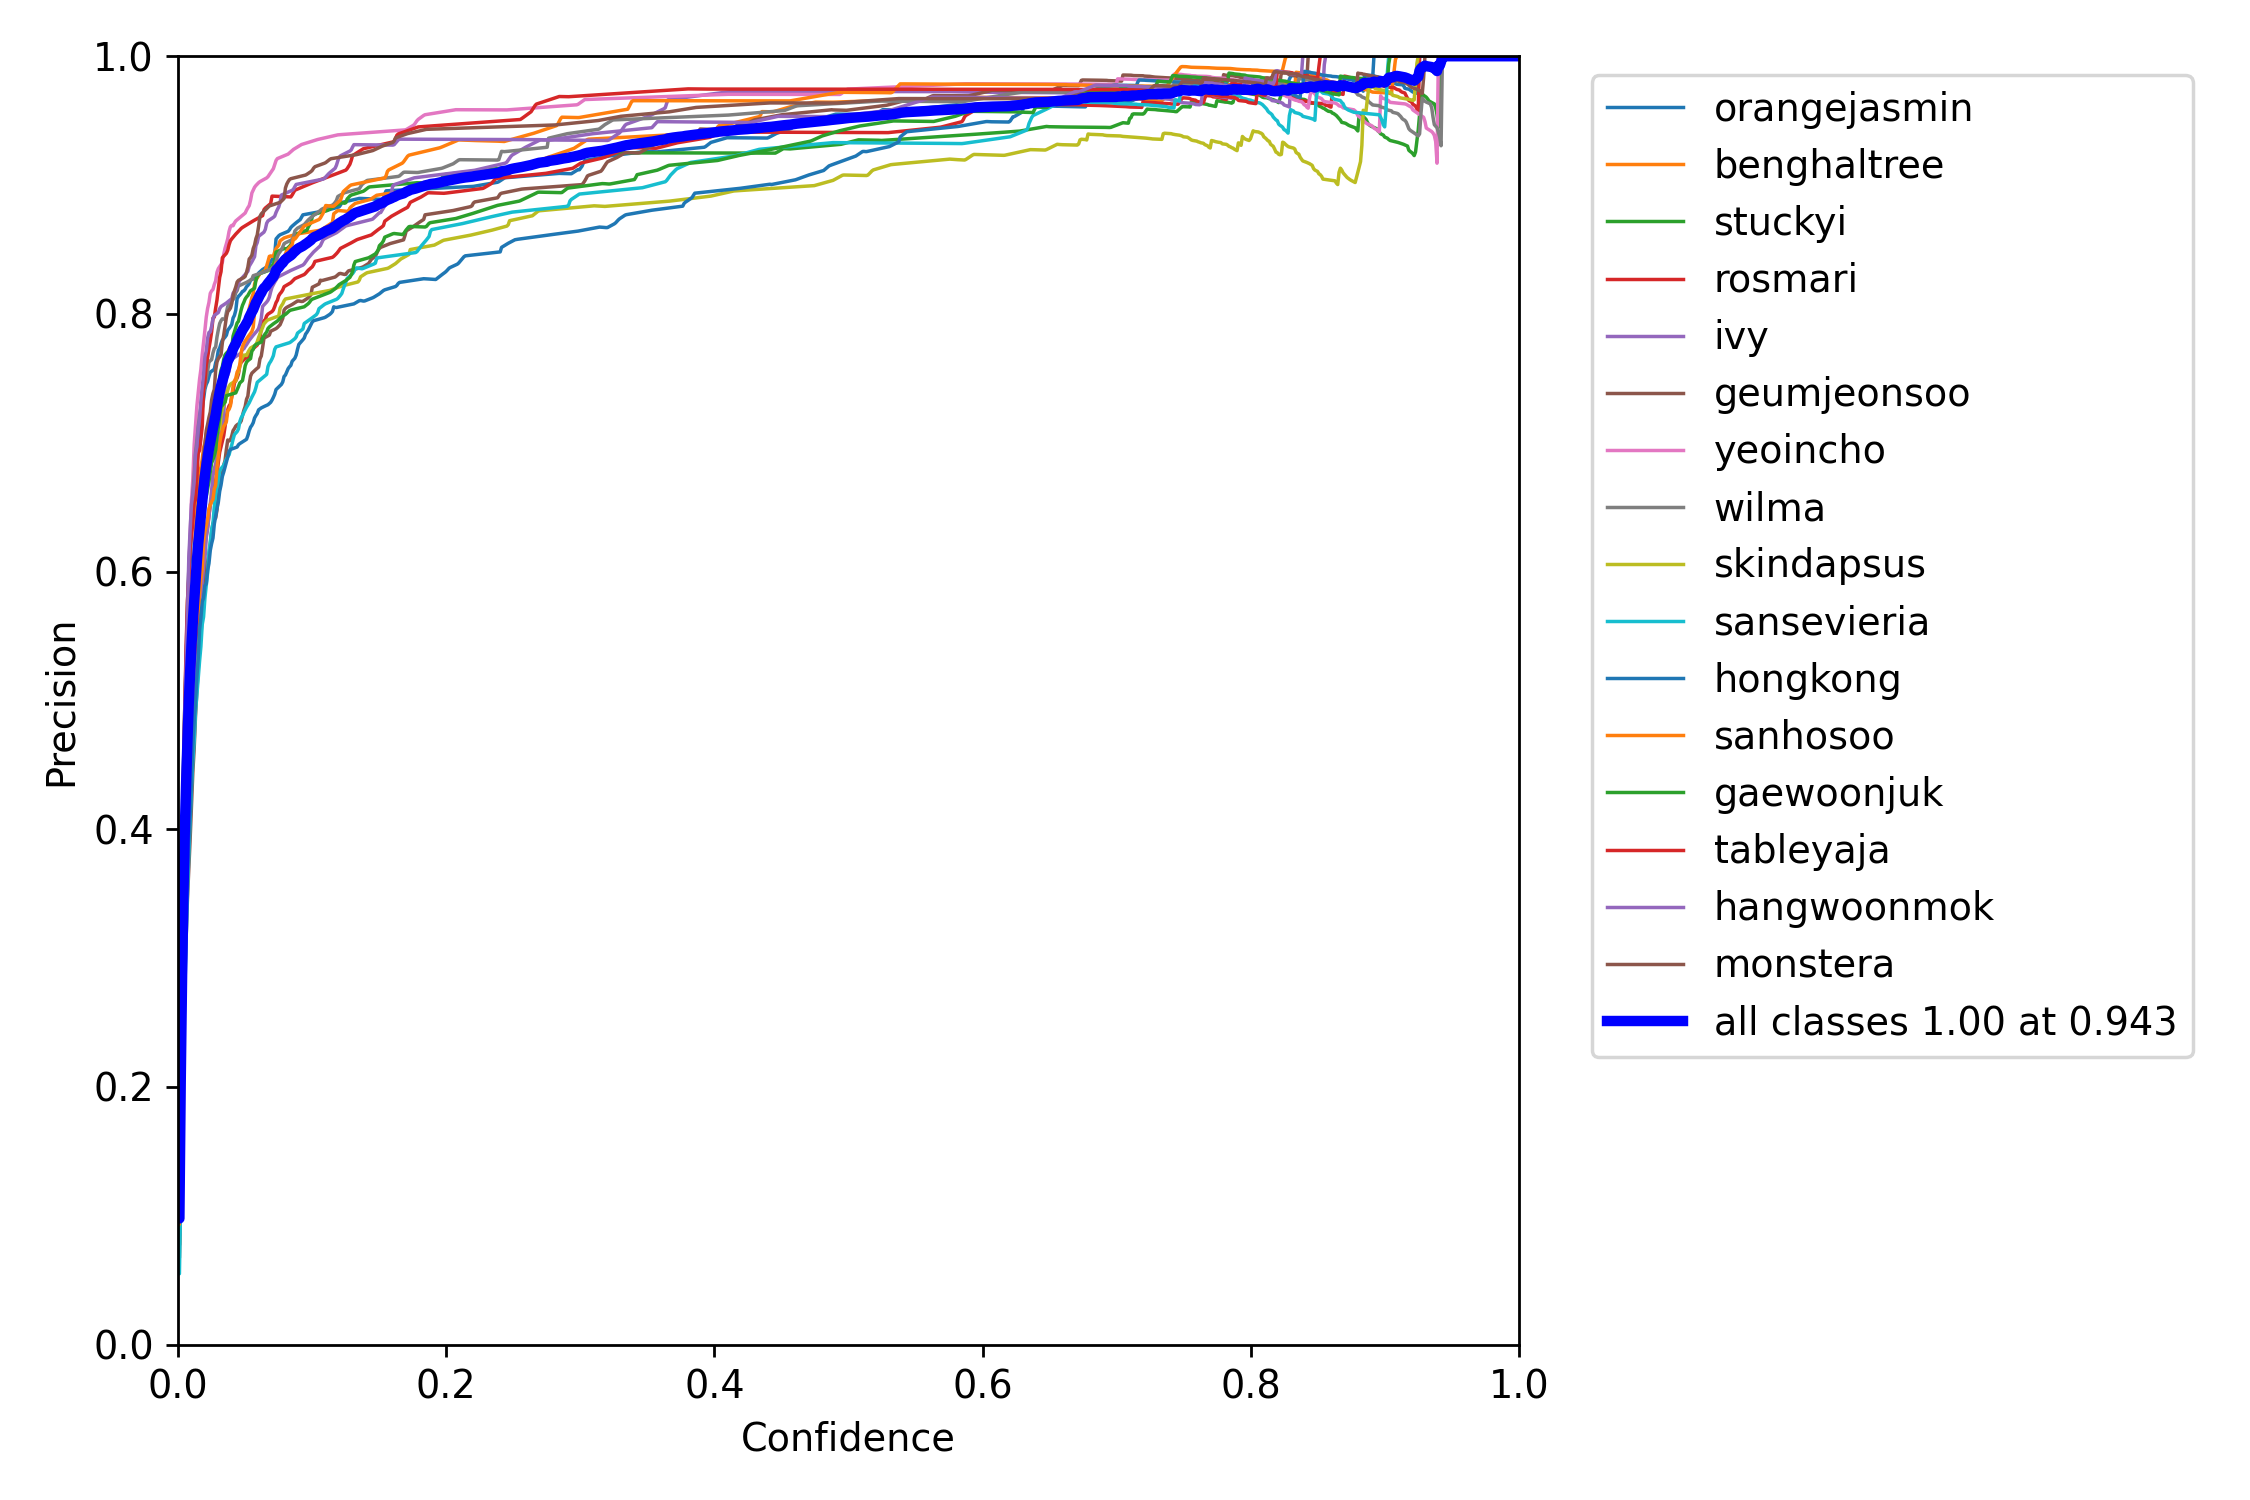 1.0
0.8
0.6
0.4
0.2
0.0
Precision
0.0 0.2 0.4 0.6 0.8 1.0
Confidence
orangejasmin
benghaltree
stuckyi
rosmari
ivy
geumjeonsoo
yeoincho
wilma
skindapsus
sansevieria
hongkong
sanhosoo
gaewoonjuk
tableyaja
hangwoonmok
monstera
all classes 1.00 at 0.943